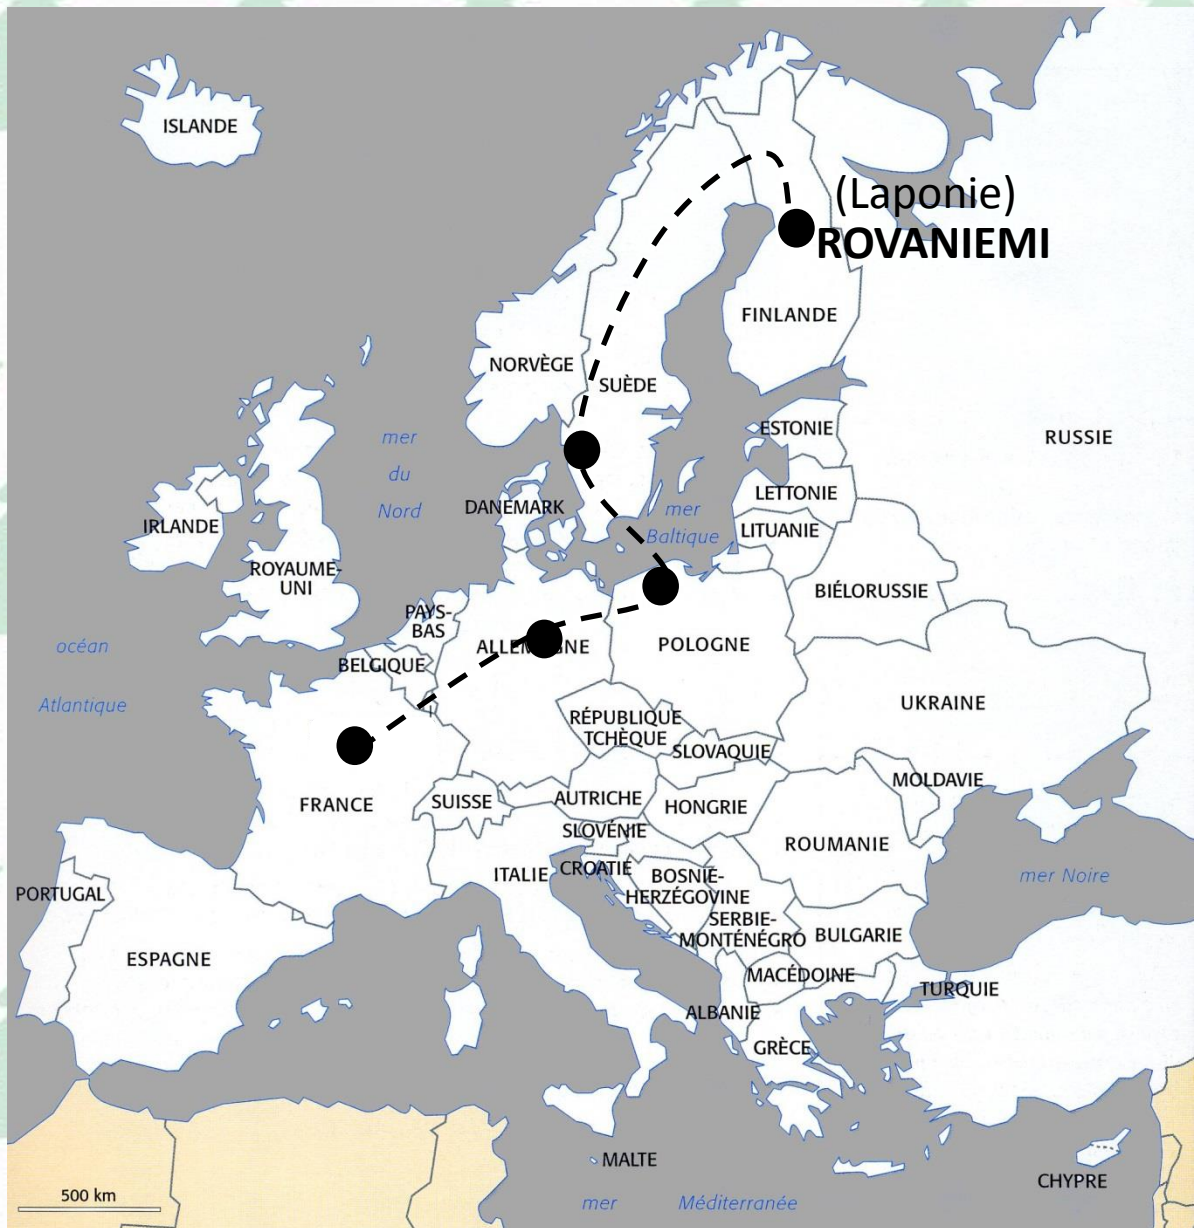 ISLANDE
(Laponie)
ROVANIEMI
FINLANDE
NORVÈGE
SUÈDE
ESTONIE
RUSSIE
mer
du
Nord
LETTONIE
DANEMARK
mer
Baltique
LITUANIE
IRLANDE
ROYAUME-
UNI
BIÉLORUSSIE
PAYS-
BAS
océan
Atlantique
ALLEMAGNE
POLOGNE
BELGIQUE
UKRAINE
RÉPUBLIQUE
TCHÈQUE
SLOVAQUIE
MOLDAVIE
FRANCE
SUISSE
AUTRICHE
HONGRIE
SLOVÉNIE
ROUMANIE
ITALIE
CROATIE
BOSNIE-
HERZÉGOVINE
mer Noire
PORTUGAL
SERBIE-
MONTÉNÉGRO
BULGARIE
ESPAGNE
MACÉDOINE
TURQUIE
ALBANIE
GRÈCE
MALTE
CHYPRE
500 km
mer Méditerranée